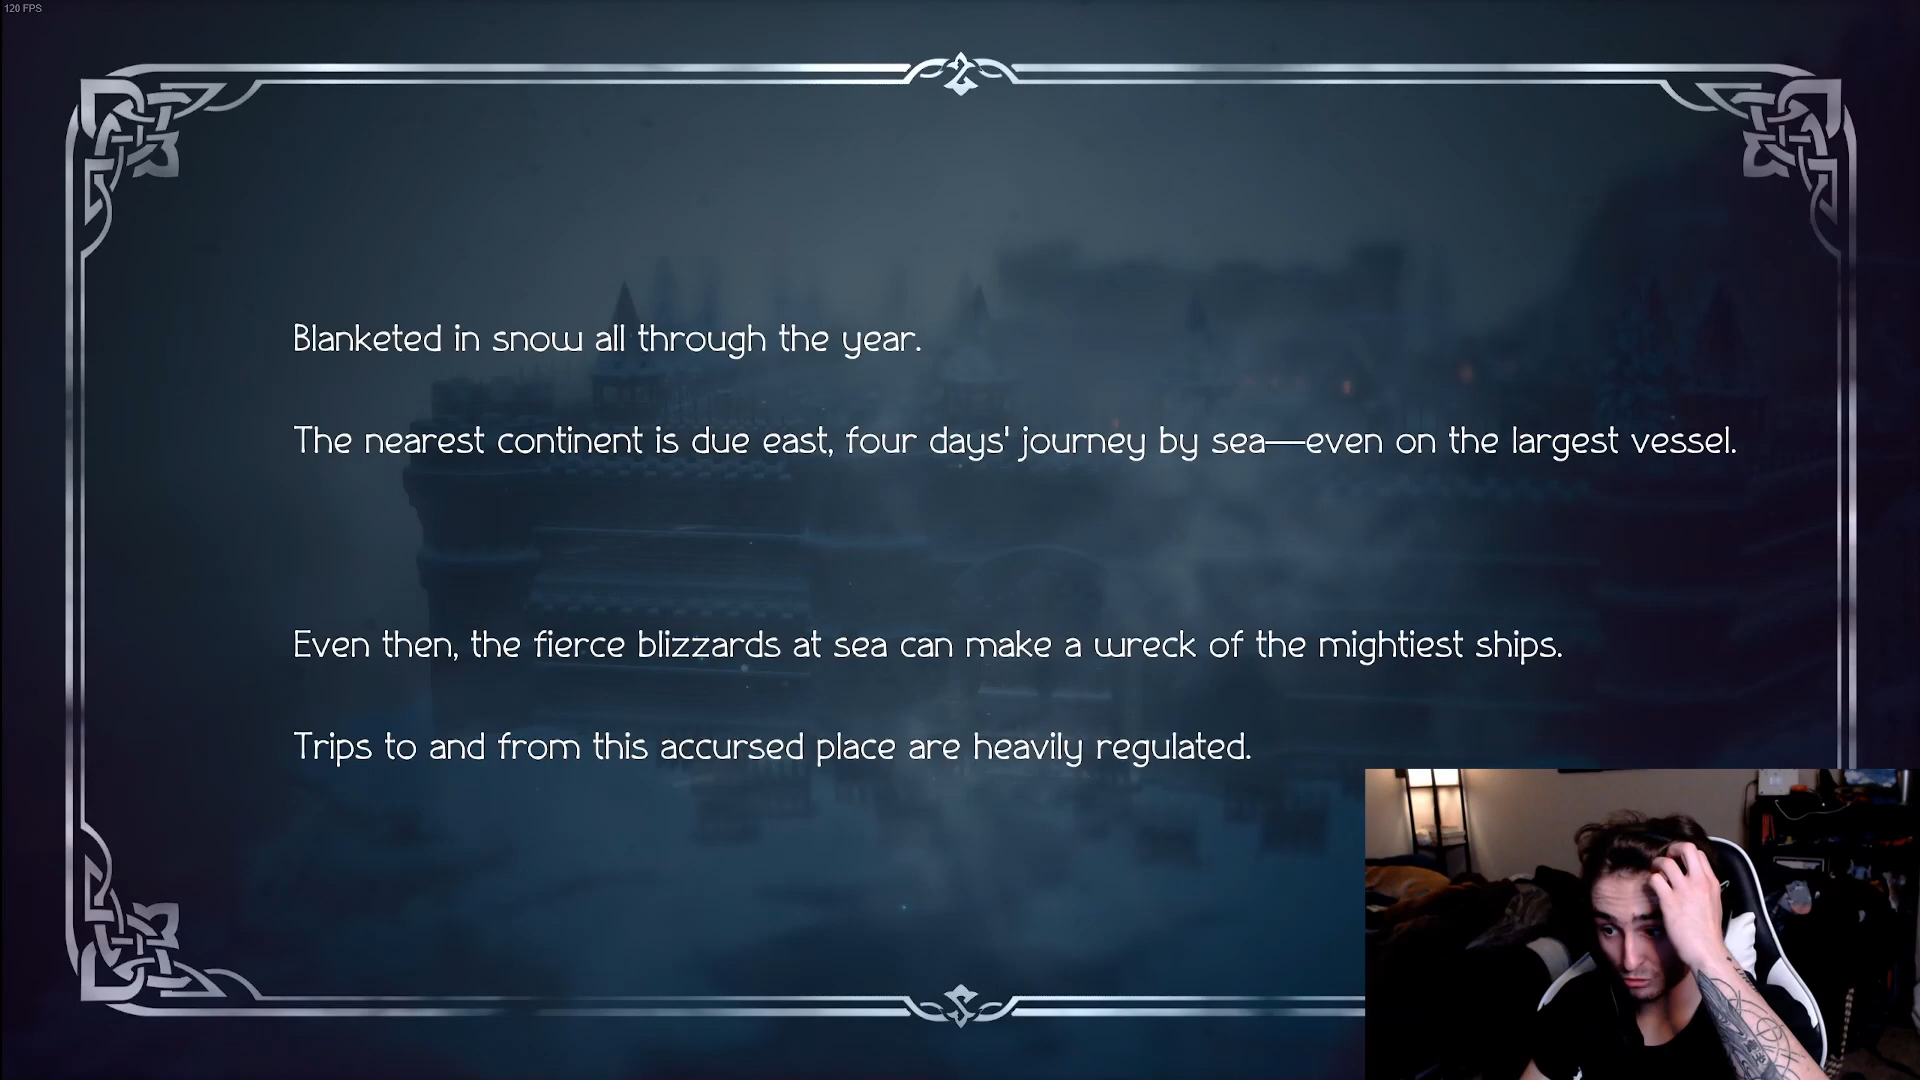 120 FPS
Blanketed in snow all through the year.
The nearest continent is due east, four days' journey by sea—even on the largest vessel.
Even then, the fierce blizzards at sea can make a wreck of the mightiest ships.
Trips to and from this accursed place are heavily regulated.